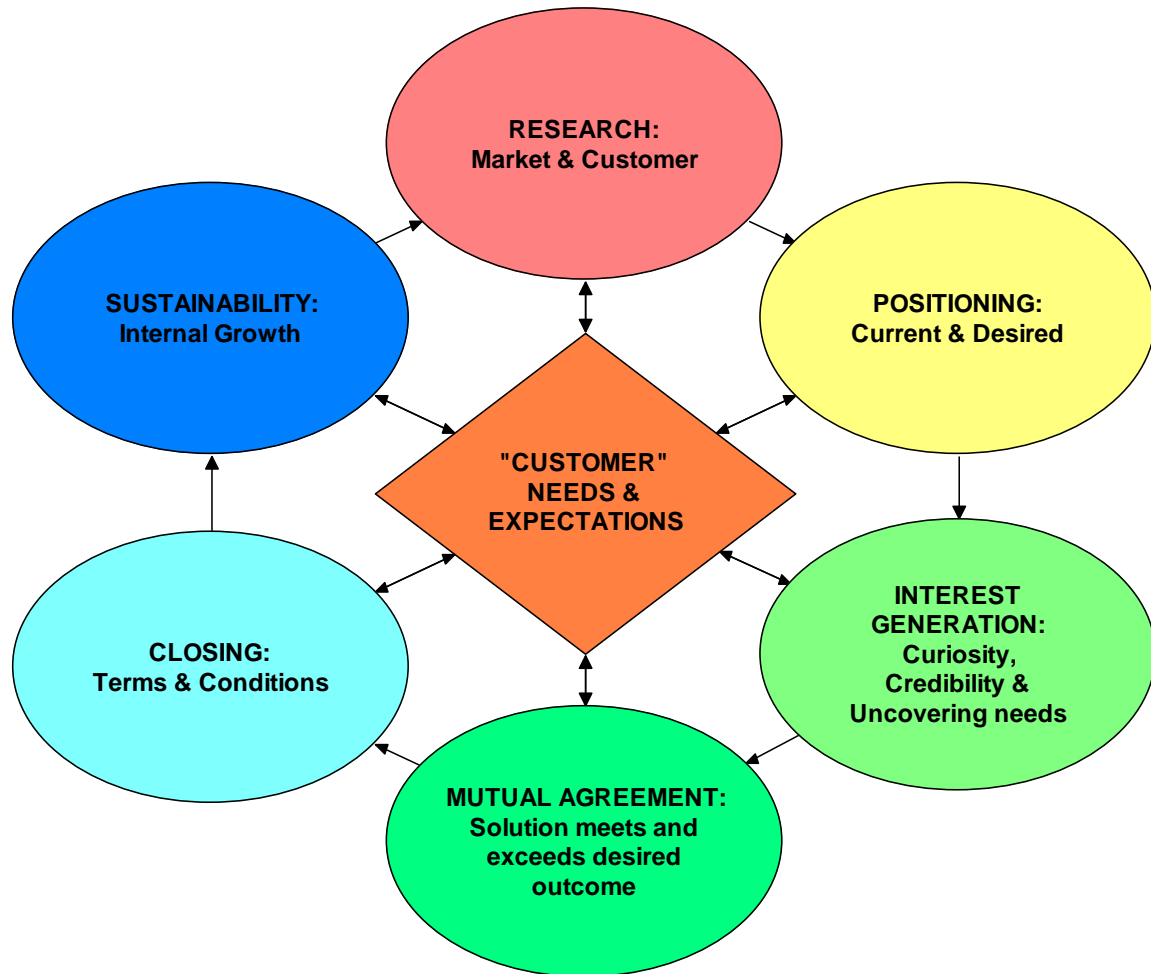 RESEARCH:
Market & Customer
POSITIONING:
Current & Desired
INTEREST
GENERATION:
Curiosity,
Credibility &
Uncovering needs
MUTUAL AGREEMENT:
Solution meets and
exceeds desired
outcome
CLOSING:
Terms & Conditions
SUSTAINABILITY:
Internal Growth
"CUSTOMER"
NEEDS &
EXPECTATIONS